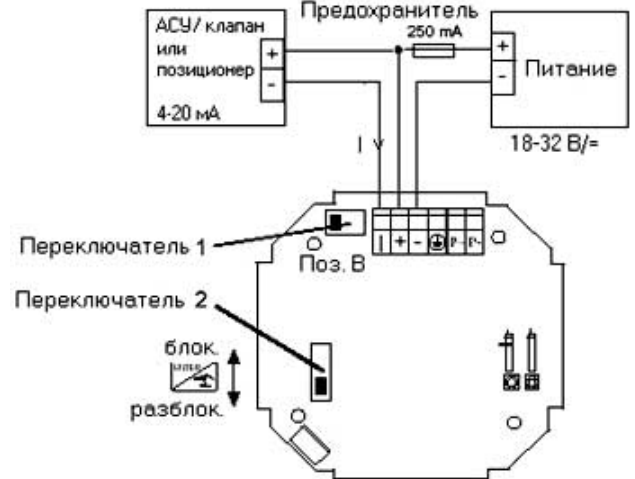 АСУ/ клапан
или
позиционер
4-20 мА
+
-
Предохранитель
250 mA
+
-
Питание
18-32 В/=
I
Переключатель 1
Поз. В
I + - P- P-
Переключатель 2
блок.
разблок.